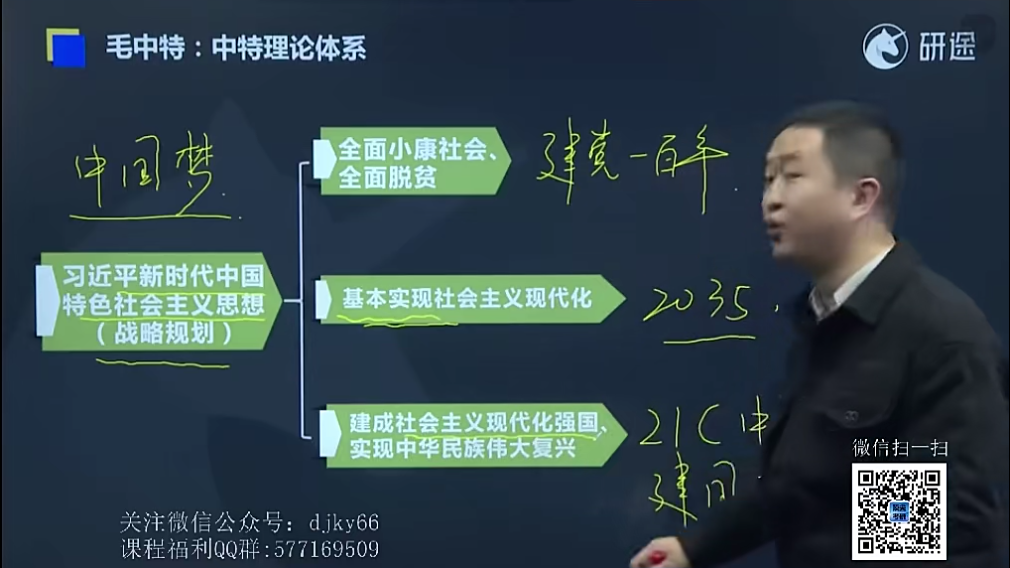 毛中特：中特理论体系
研途
中国梦
全面小康社会、
全面脱贫
建党一百年
习近平新时代中国
特色社会主义思想
（战略规划）
基本实现社会主义现代化
2035
建成社会主义现代化强国、
实现中华民族伟大复兴
21C中
建国
微信扫一扫
关注微信公众号：djky66
课程福利QQ群:577169509